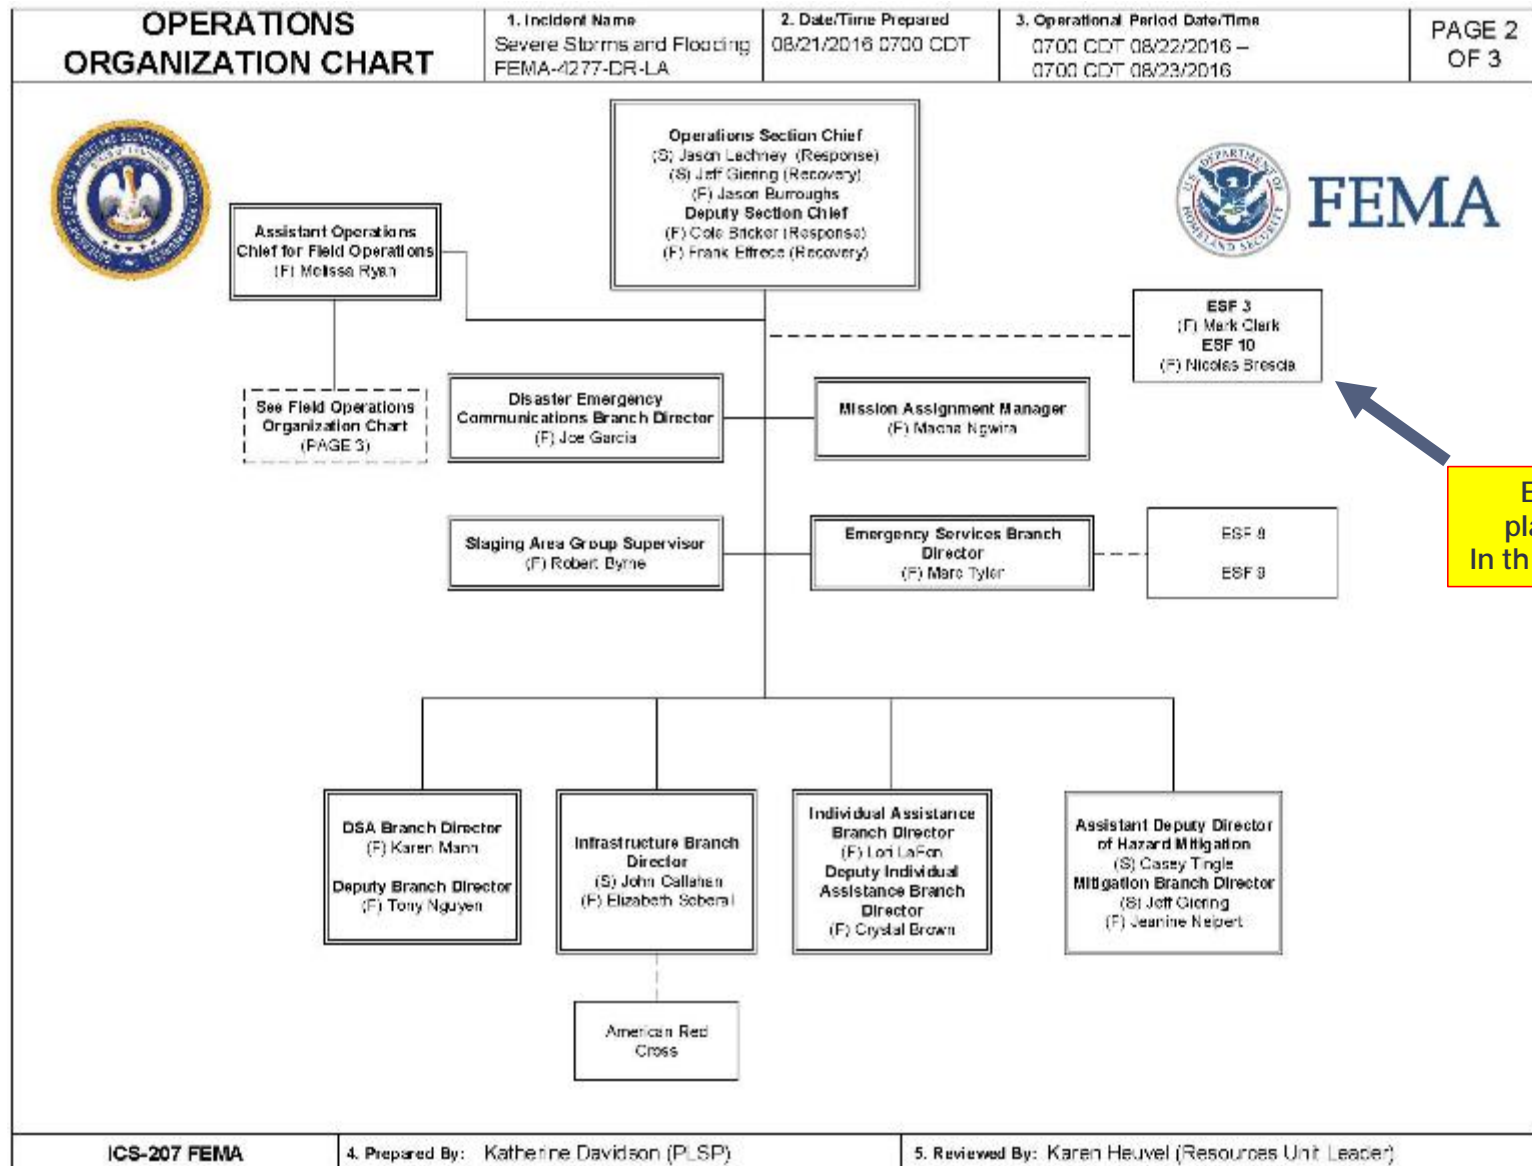 OPERATIONS
ORGANIZATION CHART
1. Incident Name
Severe Storms and Flooding
FEMA-4277-DR-LA
2. Date/Time Prepared
08/21/2016 0700 CDT
3. Operational Period Date/Time
0700 CDT 08/22/2016 –
0700 CDT 08/23/2016
PAGE 2
OF 3
Operations Section Chief
(S) Jason Lachney (Response)
(S) Jeff Giering (Recovery)
(F) Jason Burroughs
Deputy Section Chief
(F) Cole Bricker (Response)
(F) Frank Effrece (Recovery)
U.S. DEPARTMENT OF
HOMELAND SECURITY
FEMA
Assistant Operations
Chief for Field Operations
(F) Melissa Ryan
ESF 3
(F) Mark Clark
ESF 10
(F) Nicolas Brescia
See Field Operations
Organization Chart
(PAGE 3)
Disaster Emergency
Communications Branch Director
(F) Joe Garcia
Mission Assignment Manager
(F) Ngwira
E
pla
In th
Staging Area Group Supervisor
(F) Robert Byrne
Emergency Services Branch
Director
(F) Marc Tyler
ESF 8
ESF 9
DSA Branch Director
(F) Karen Mann
Deputy Branch Director
(F) Tony Nguyen
Infrastructure Branch
Director
(S) John Callahan
(F) Elizabeth
Individual Assistance
Branch Director
(F) Lori LaFon
Deputy Individual
Assistance Branch
Director
(F) Crystal Brown
Assistant Deputy Director
of Hazard Mitigation
(S) Casey Tingle
Mitigation Branch Director
(S) Jeff Giering
(F) Jeanine Neipert
American Red
Cross
ICS-207 FEMA
4. Prepared By: Katherine Davidson (PLSP)
5. Reviewed By: Karen Heuvel (Resources Unit Leader)